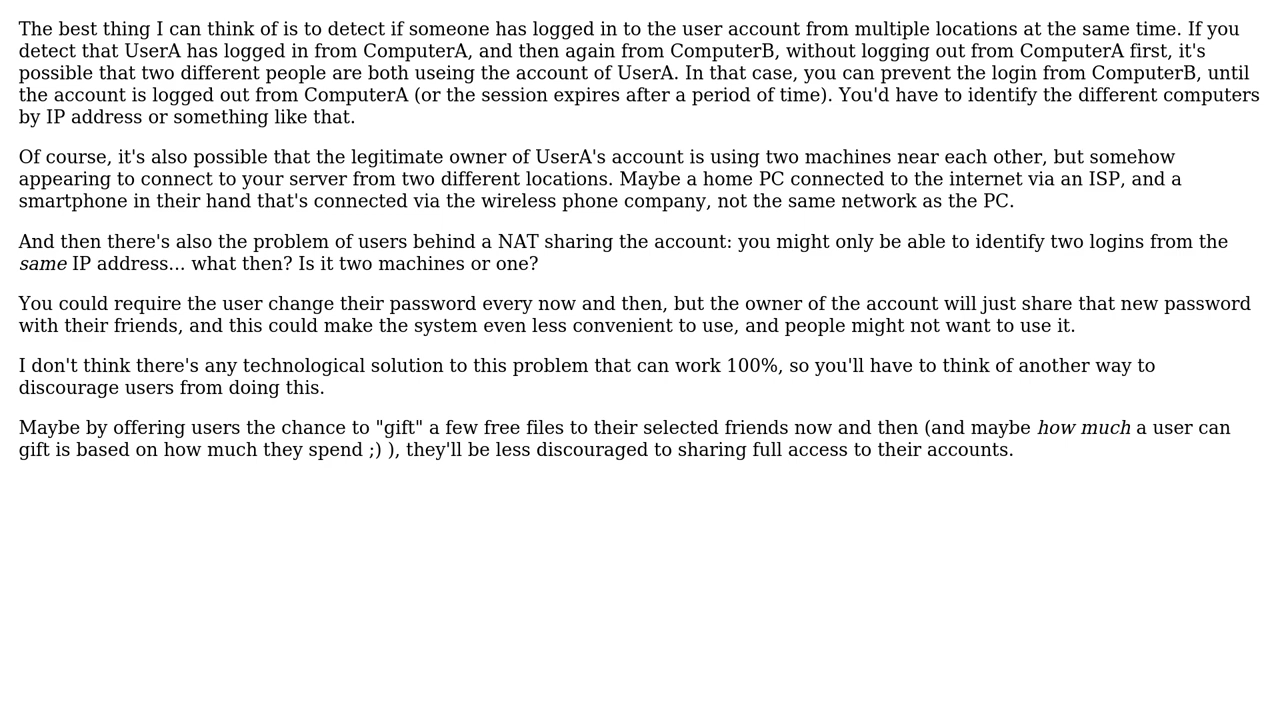 The best thing I can think of is to detect if someone has logged in to the user account from multiple locations at the same time. If you
detect that UserA has logged in from ComputerA, and then again from ComputerB, without logging out from ComputerA first, it's
possible that two different people are both useing the account of UserA. In that case, you can prevent the login from ComputerB, until
the account is logged out from ComputerA (or the session expires after a period of time). You'd have to identify the different computers
by IP address or something like that.
Of course, it's also possible that the legitimate owner of UserA's account is using two machines near each other, but somehow
appearing to connect to your server from two different locations. Maybe a home PC connected to the internet via an ISP, and a
smartphone in their hand that's connected via the wireless phone company, not the same network as the PC.
And then there's also the problem of users behind a NAT sharing the account: you might only be able to identify two logins from the
same IP address... what then? Is it two machines or one?
You could require the user change their password every now and then, but the owner of the account will just share that new password
with their friends, and this could make the system even less convenient to use, and people might not want to use it.
I don't think there's any technological solution to this problem that can work 100%, so you'll have to think of another way to
discourage users from doing this.
Maybe by offering users the chance to "gift" a few free files to their selected friends now and then (and maybe how much a user can
gift is based on how much they spend ;) ), they'll be less discouraged to sharing full access to their accounts.